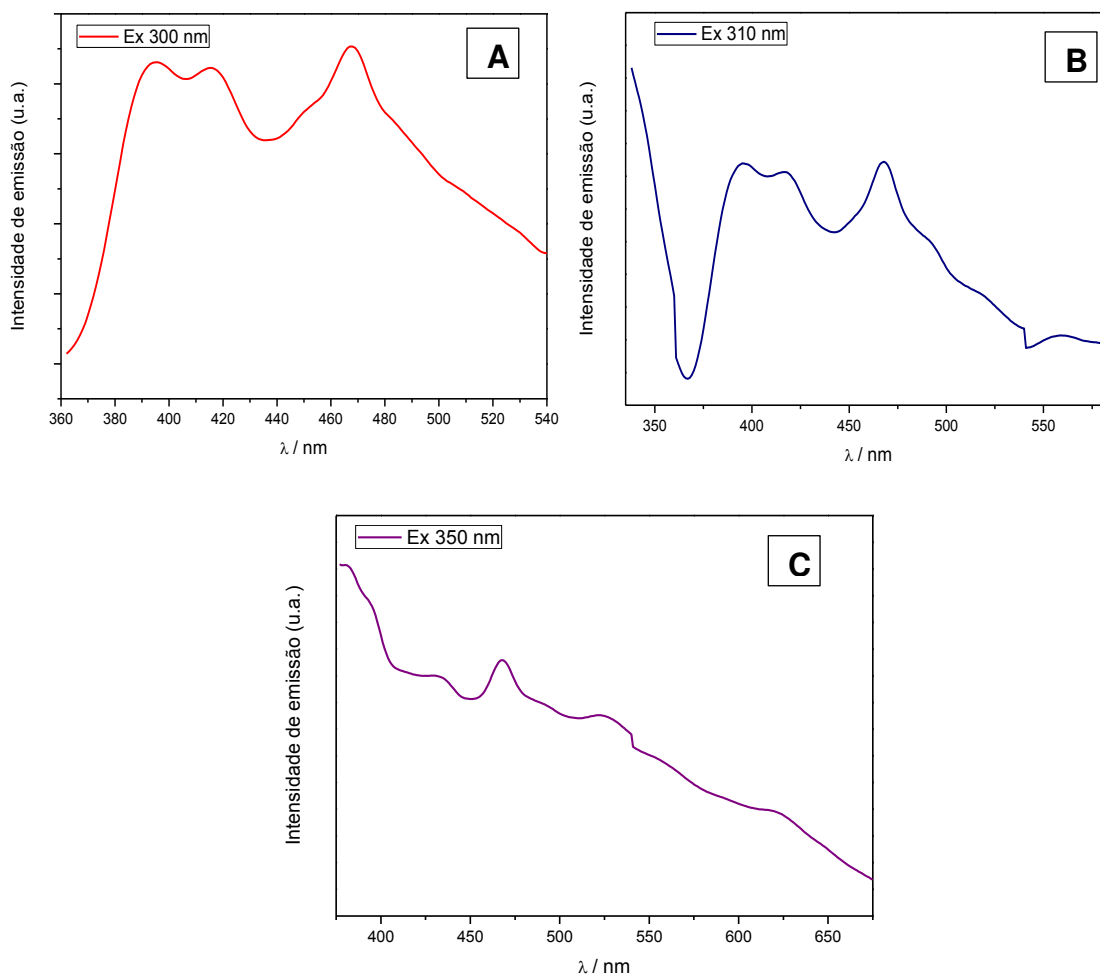 Ex 300 nm
A
Intensidade de emissão (u.a.)
360 380 400 420 440 460 480 500 520 540
λ / nm
Ex 310 nm
B
Intensidade de emissão (u.a.)
350 400 450 500 550
λ / nm
Ex 350 nm
C
Intensidade de emissão (u.a.)
400 450 500 550 600 650
λ / nm